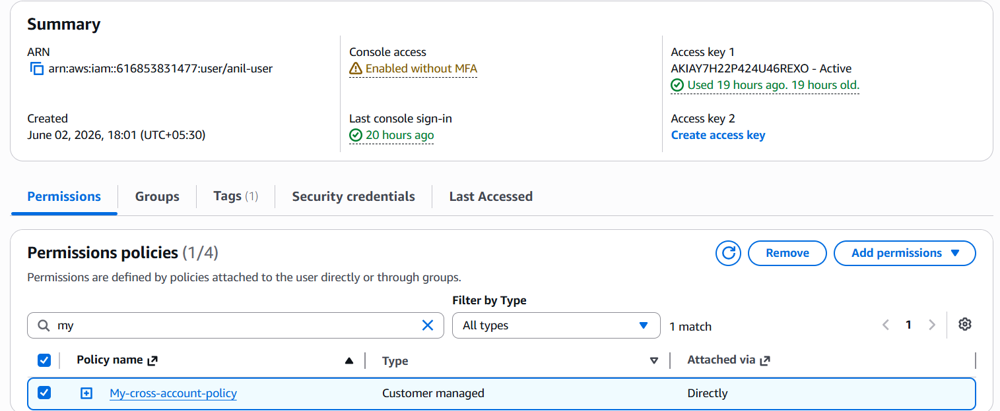 Summary
ARN
arn:aws:iam::616853831477:user/anil-user
Console access
Enabled without MFA
Access key 1
AKIAY7H22P424U46REXO - Active
Used 19 hours ago. 19 hours old.
Created
June 02, 2026, 18:01 (UTC+05:30)
Last console sign-in
20 hours ago
Access key 2
Create access key
Permissions
Groups
Tags (1)
Security credentials
Last Accessed
Permissions policies (1/4)
Remove
Add permissions
Permissions are defined by policies attached to the user directly or through groups.
Filter by Type
my
All types
1 match
1
Policy name
Type
Attached via
My-cross-account-policy
Customer managed
Directly